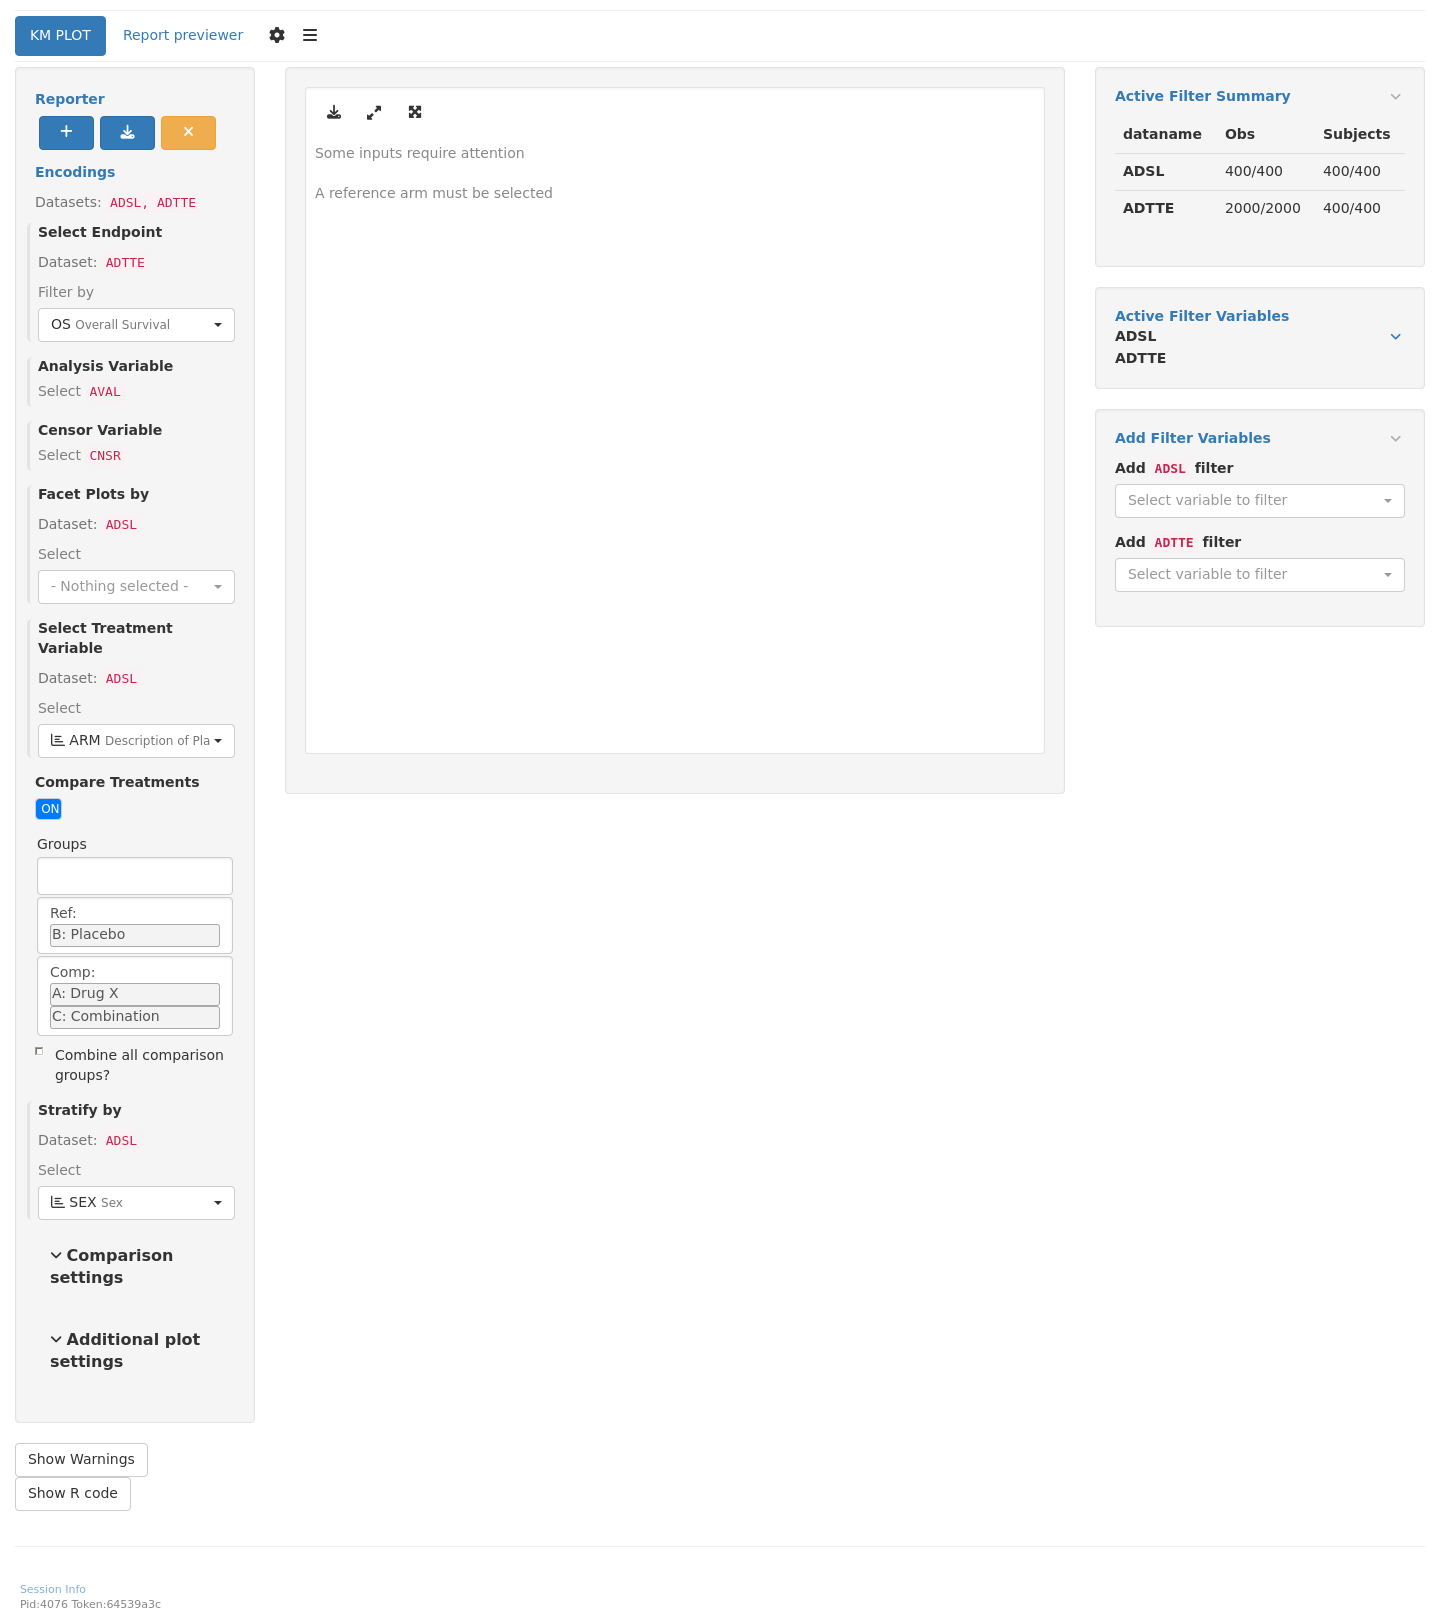 KM PLOT
Report previewer
Reporter
Encodings
Datasets: ADSL, ADTTE
Select Endpoint
Dataset: ADTTE
Filter by
OS Overall Survival
Analysis Variable
Select AVAL
Censor Variable
Select CNSR
Facet Plots by
Dataset: ADSL
Select
- Nothing selected -
Select Treatment
Variable
Dataset: ADSL
Select
ARM Description of Pla
Compare Treatments
ON
Groups
Ref:
B: Placebo
Comp:
A: Drug X
C: Combination
Combine all comparison
groups?
Stratify by
Dataset: ADSL
Select
SEX Sex
Comparison
settings
Additional plot
settings
Show Warnings
Show R code
Some inputs require attention
A reference arm must be selected
Active Filter Summary
dataname Obs Subjects
ADSL 400/400 400/400
ADTTE 2000/2000 400/400
Active Filter Variables
ADSL
ADTTE
Add Filter Variables
Add ADSL filter
Select variable to filter
Add ADTTE filter
Select variable to filter
Session Info
Pid:4076 Token:64539a3c